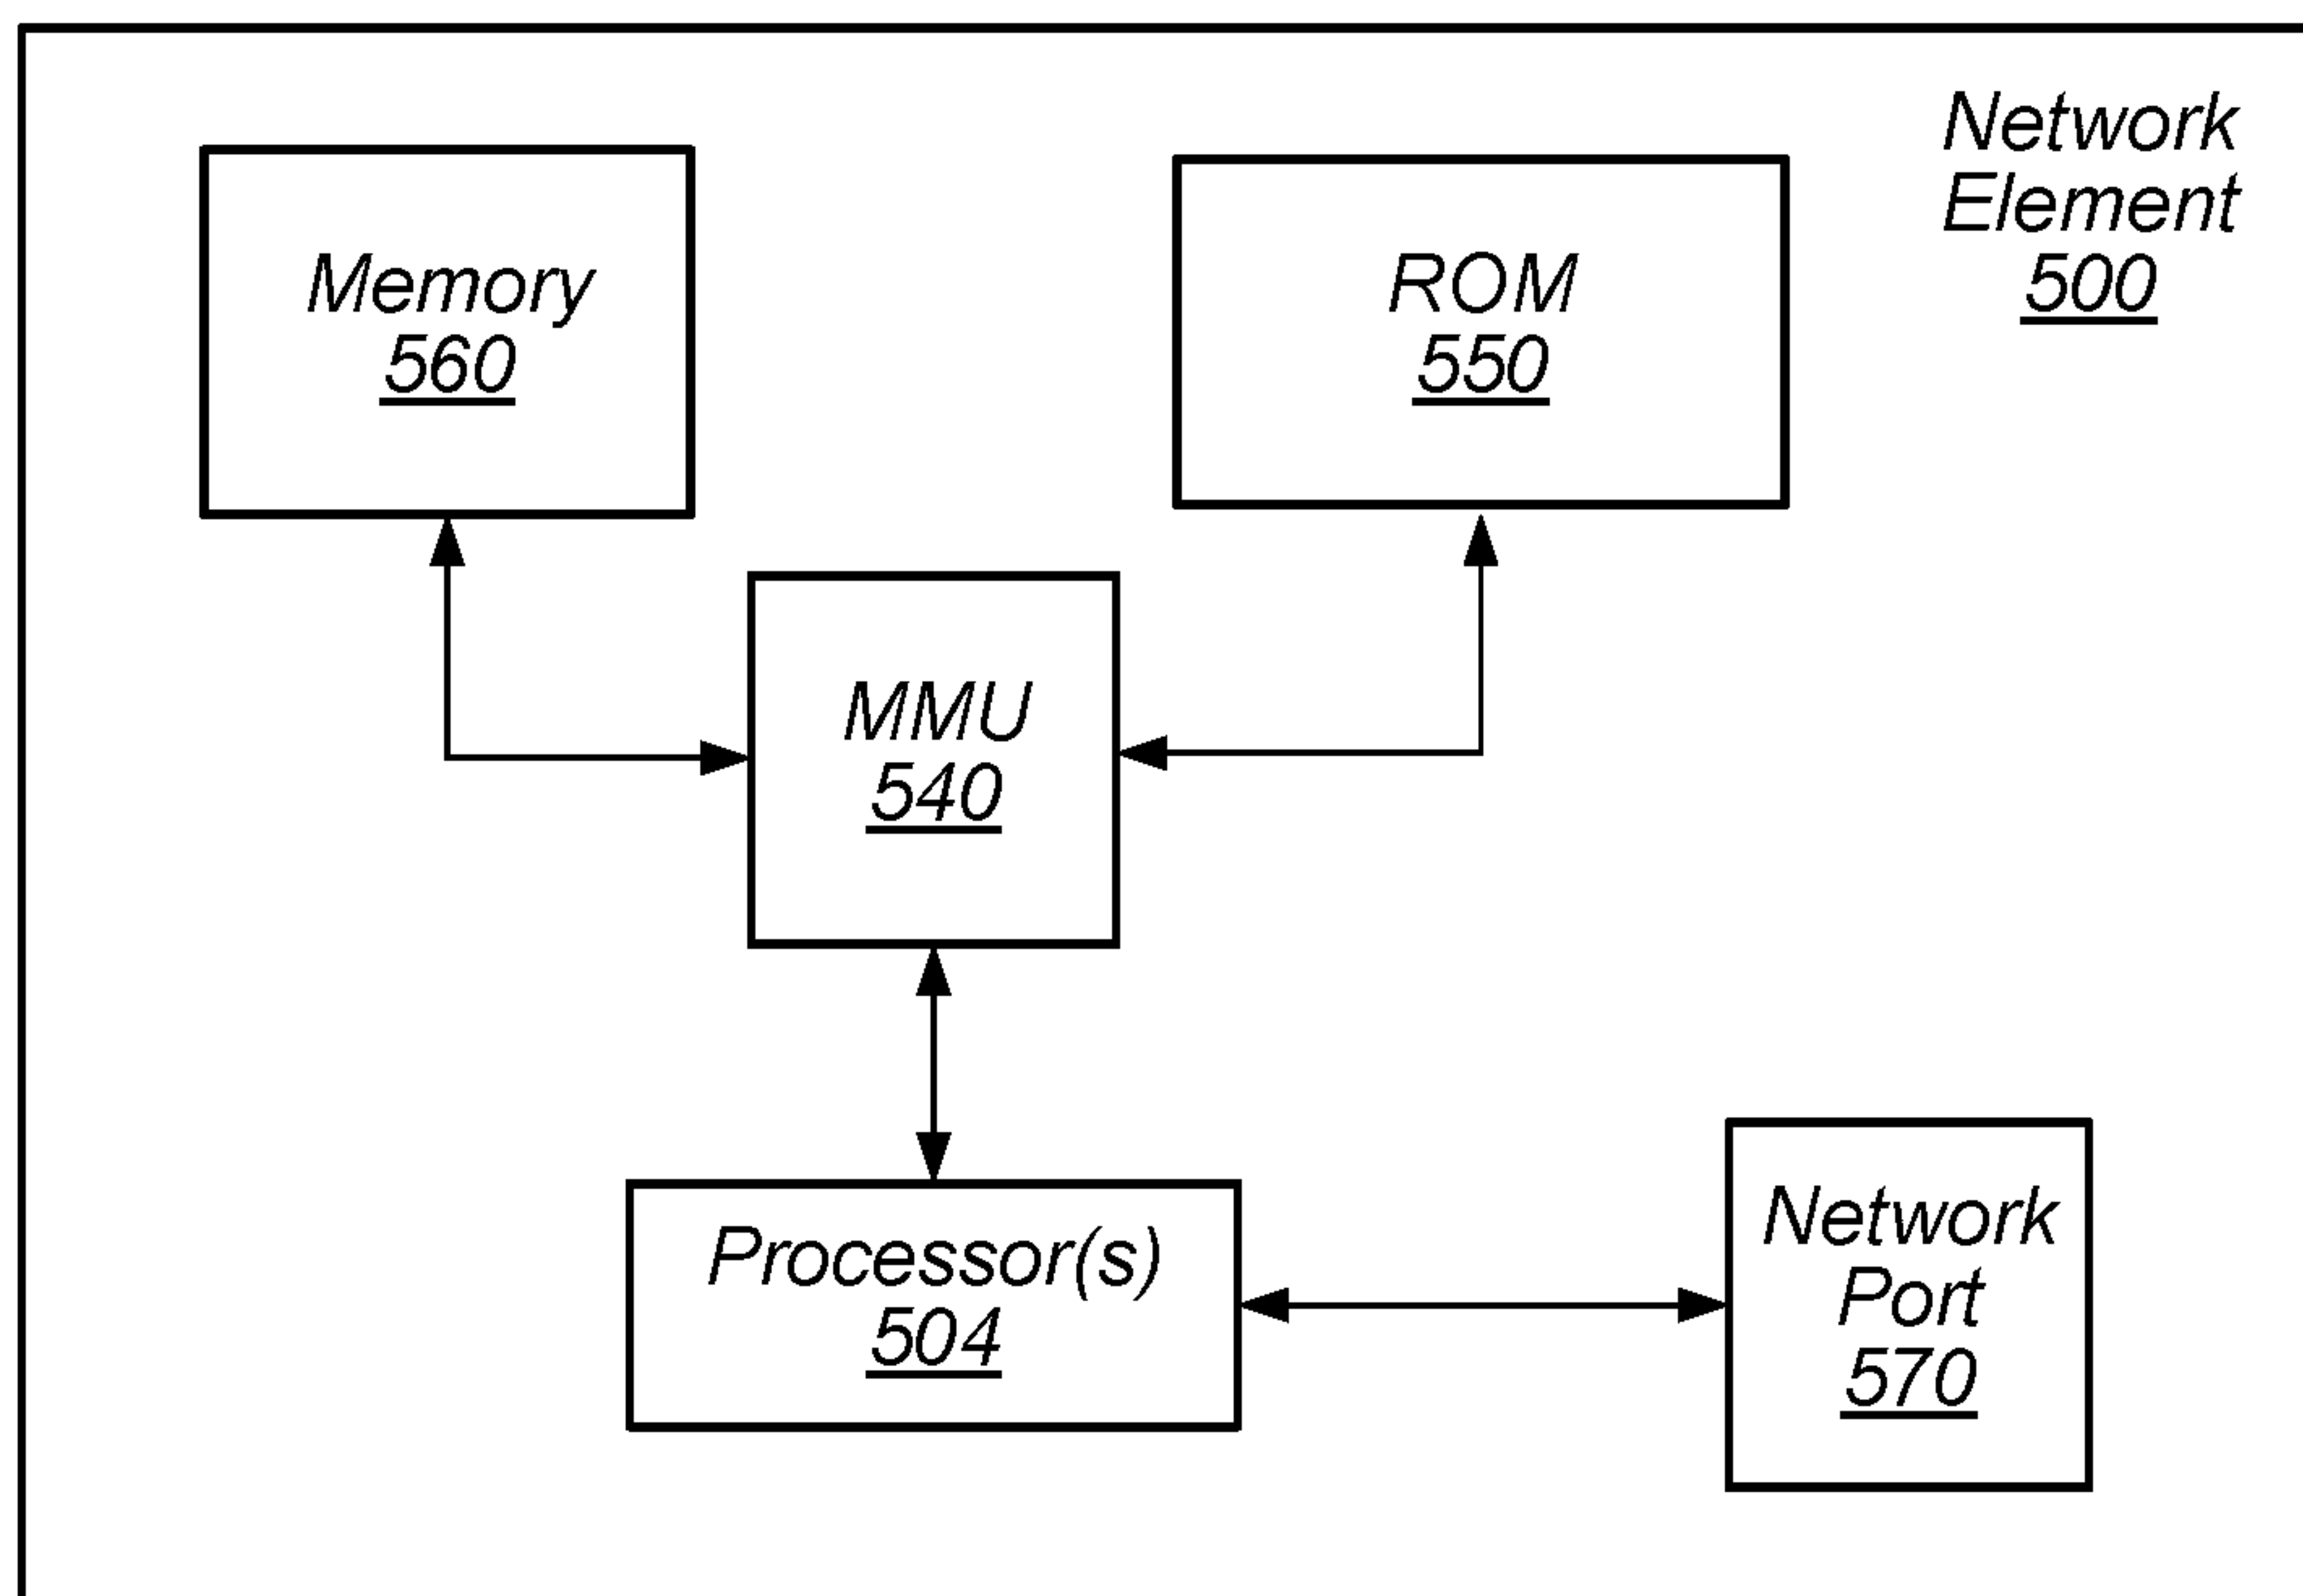 Network
Element
500
Memory
560
ROM
550
MMU
540
Processor(s)
504
Network
Port
570